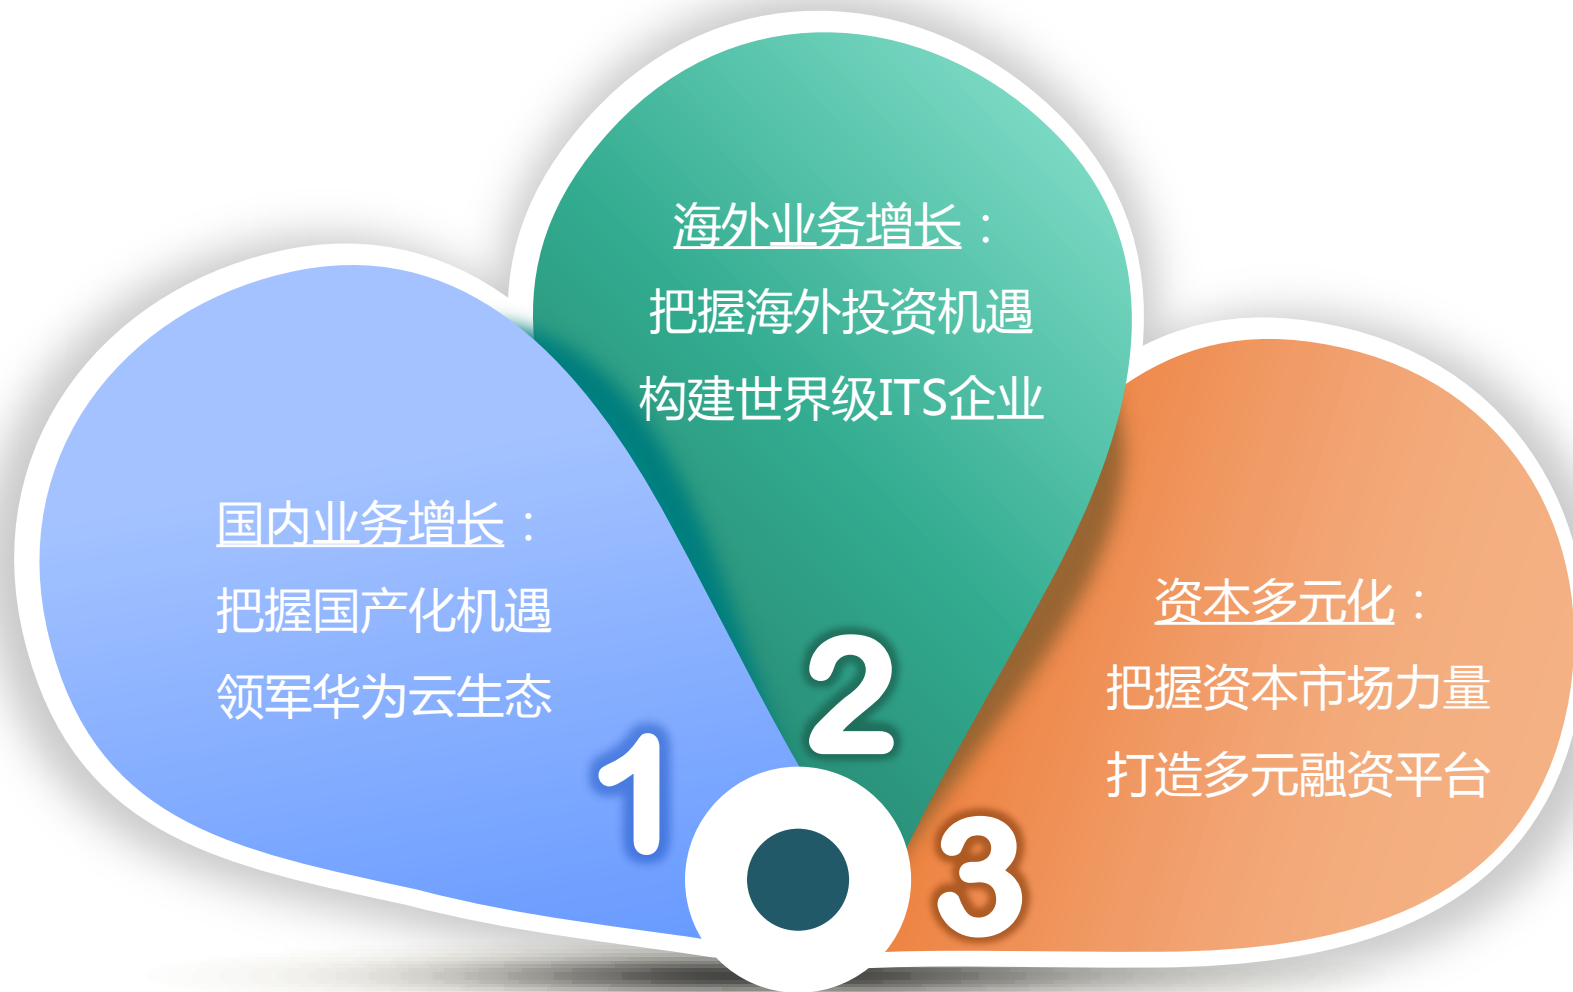 国内业务增长：
把握国产化机遇
领军华为云生态
1
海外业务增长：
把握海外投资机遇
构建世界级ITS企业
2
资本多元化：
把握资本市场力量
打造多元融资平台
3